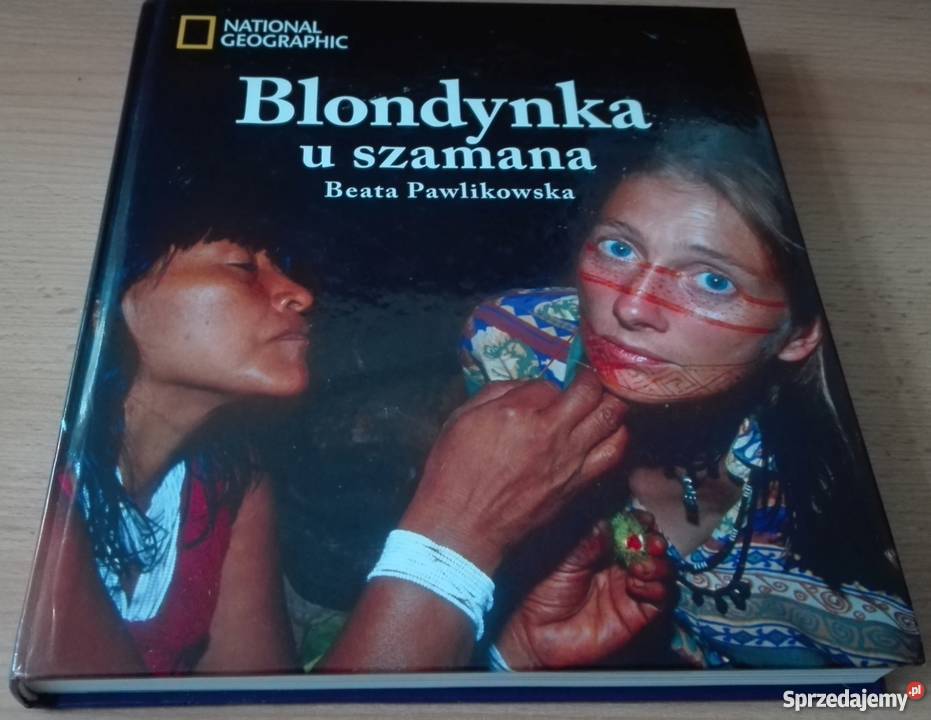 NATIONAL
GEOGRAPHIC
Blondynka
u szamana
Beata Pawlikowska
Sprzedajemy.pl